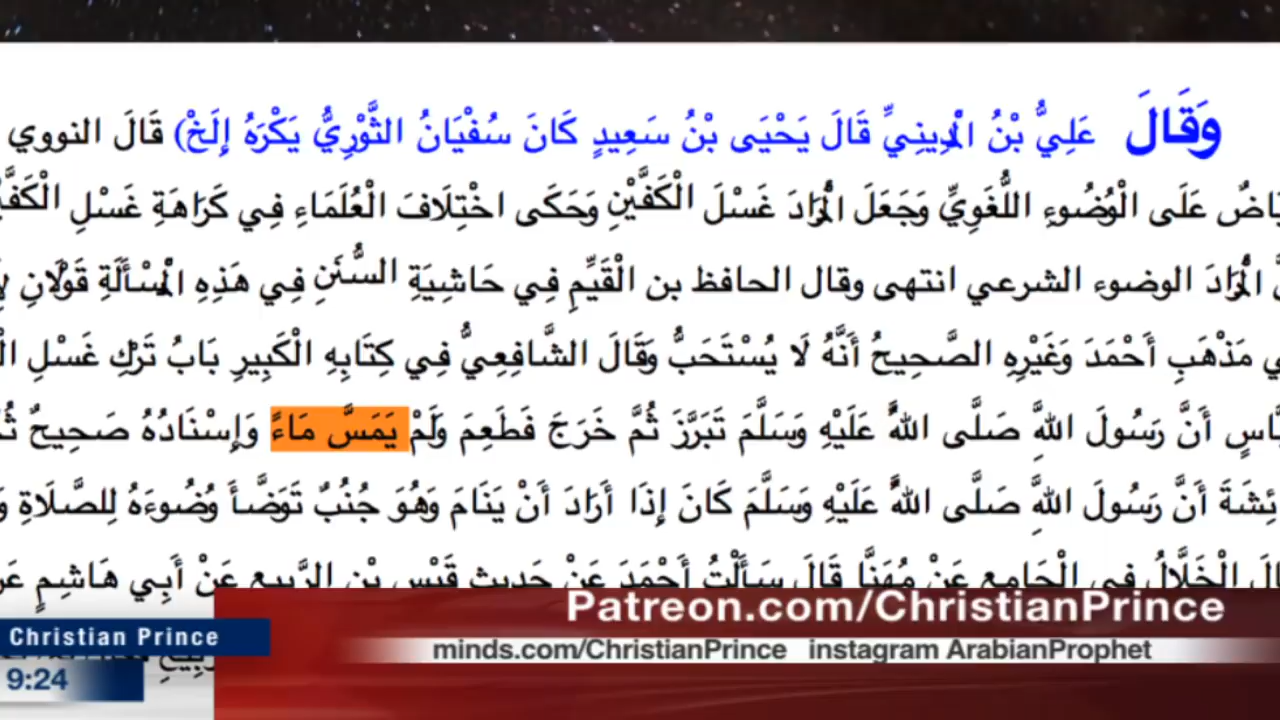 وَقَالَ عَلِيُّ بْنُ الْمَدِينِيِّ قَالَ يَحْيَى بْنُ سَعِيدٍ كَانَ سُفْيَانُ الثَّوْرِيُّ يَكْرَهُ إِلَخْ) قَالَ النووي
عَلَى الْوُضُوءِ اللُّغَوِيِّ وَجَعَلَ الْمُرَادَ غَسْلَ الْكَفَّيْنِ وَحَكَى اخْتِلَافَ الْعُلَمَاءِ فِي كَرَاهَةِ غَسْلِ
الْمُرَادَ الوضوء الشرعي انتهى وقال الحافظ بن الْقَيِّمِ فِي حَاشِيَةِ السُّنَنِ فِي هَذِهِ الْمَسْأَلَةِ قَوْلَانِ
مَذْهَبِ أَحْمَدَ وَغَيْرِهِ الصَّحِيحُ أَنَّهُ لَا يُسْتَحَبُّ وَقَالَ الشَّافِعِيُّ فِي كِتَابِهِ الْكَبِيرِ بَابُ تَرْكِ غَسْلِ
أَنَّ رَسُولَ اللَّهِ صَلَّى اللَّهُ عَلَيْهِ وَسَلَّمَ تَبَرَّزَ ثُمَّ خَرَجَ فَطَعِمَ وَلَمْ يَمَسَّ مَاءً وَإِسْنَادُهُ صَحِيحٌ
أَنَّ رَسُولَ اللَّهِ صَلَّى اللَّهُ عَلَيْهِ وَسَلَّمَ كَانَ إِذَا أَرَادَ أَنْ يَنَامَ وَهُوَ جُنُبٌ تَوَضَّأَ وُضُوءَهُ لِلصَّلَاةِ
الْخَلَّالُ فِي الْجَامِعِ عَنْ مُهَنَّا قَالَ سَأَلْتُ أَحْمَدَ عَنْ حَدِيثِ قَيْسِ بْنِ الرَّبِيعِ عَنْ أَبِي هَاشِمٍ
Patreon.com/ChristianPrince
Christian Prince
minds.com/ChristianPrince instagram ArabianProphet
9:24